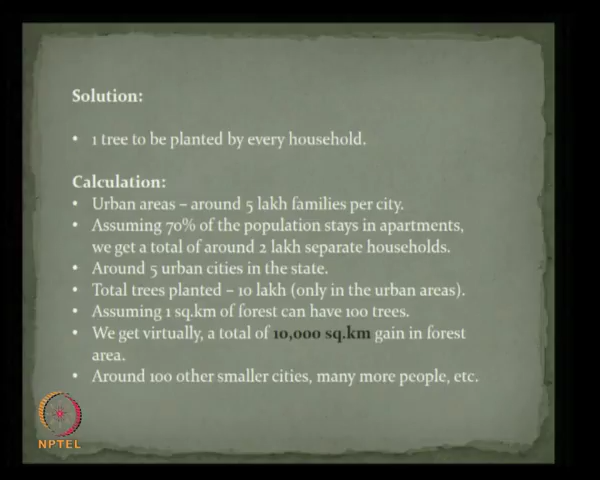 Solution:
• 1 tree to be planted by every household.
Calculation:
• Urban areas – around 5 lakh families per city.
• Assuming 70% of the population stays in apartments,
we get a total of around 2 lakh separate households.
• Around 5 urban cities in the state.
• Total trees planted – 10 lakh (only in the urban areas).
• Assuming 1 sq.km of forest can have 100 trees.
• We get virtually, a total of 10,000 sq.km gain in forest
area.
• Around 100 other smaller cities, many more people, etc.
NPTEL